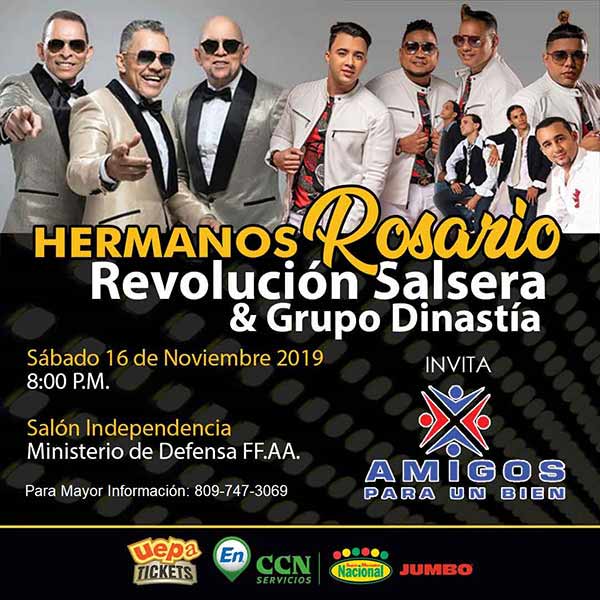 HERMANOS Rosario
Revolución Salsera
& Grupo Dinastía
Sábado 16 de Noviembre 2019
8:00 P.M.
Salón Independencia
Ministerio de Defensa FF.AA.
Para Mayor Información: 809-747-3069
INVITA
AMIGOS
PARA UN BIEN
uepa
TICKETS
En
CCN
SERVICIOS
Nacional
JUMBO